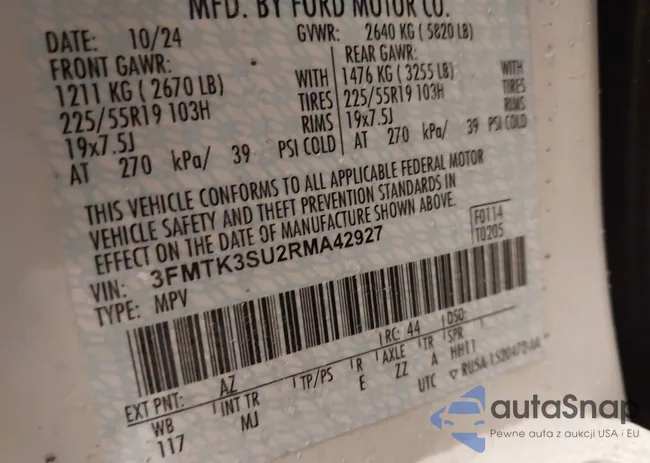 MFD. BY FORD MOTOR CO.
DATE: 10/24 GVWR: 2640 KG ( 5820 LB)
FRONT GAWR: REAR GAWR:
1211 KG ( 2670 LB) WITH 1476 KG ( 3255 LB) WITH
225/55R19 103H TIRES 225/55R19 103H TIRES
19x7.5J RIMS 19x7.5J RIMS
AT 270 kPa/ 39 PSI COLD AT 270 kPa/ 39 PSI COLD
THIS VEHICLE CONFORMS TO ALL APPLICABLE FEDERAL MOTOR
VEHICLE SAFETY AND THEFT PREVENTION STANDARDS IN
EFFECT ON THE DATE OF MANUFACTURE SHOWN ABOVE.
F0114
T0205
VIN: 3FMTK3SU2RMA42927
TYPE: MPV
RC: 44 DSO:
EXT PNT: AZ TP/PS R AXLE TR SPR
WB INT TR E ZZ A HH11
117 MJ UTC
autaSnap
Pewne auta z aukcji USA i EU